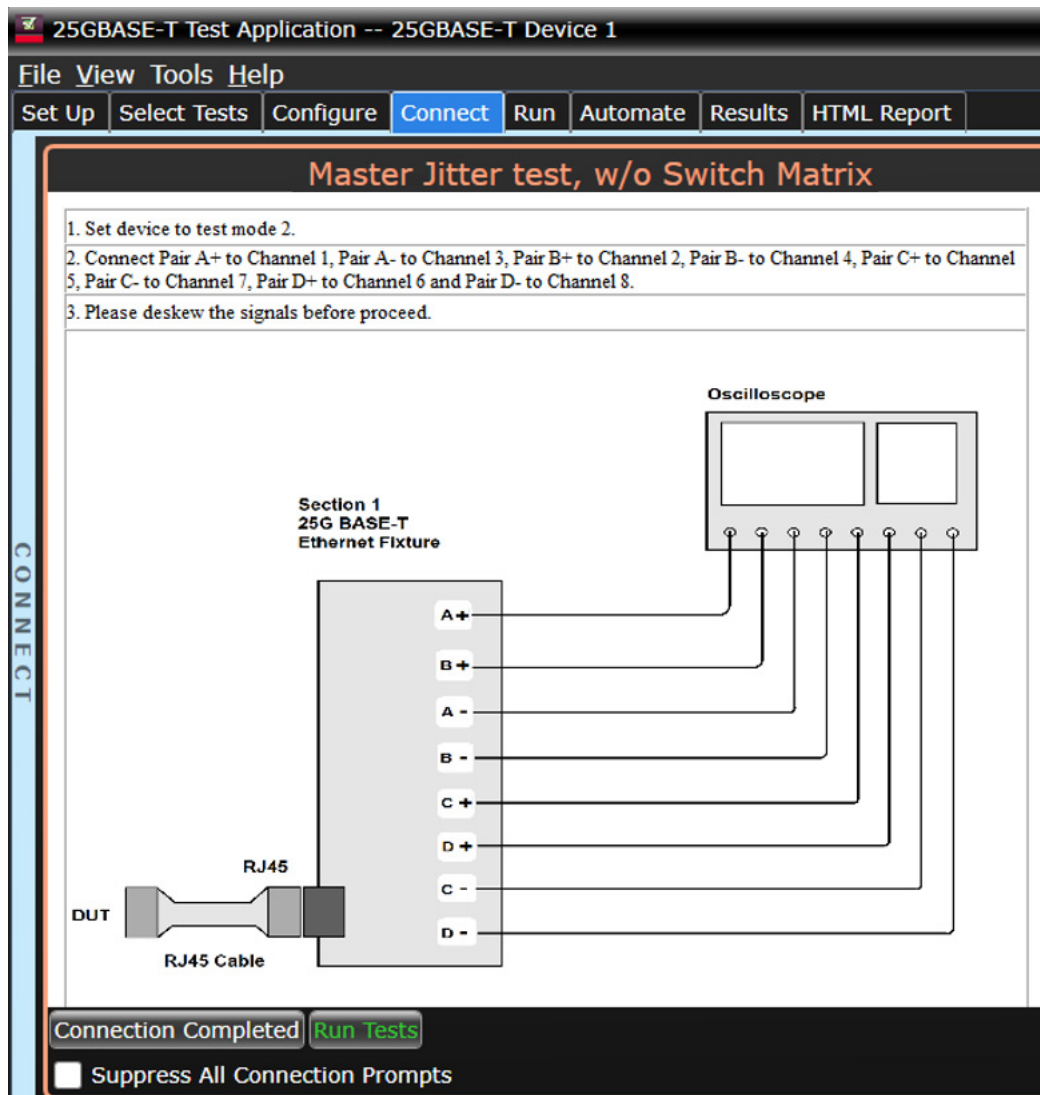 25GBASE-T Test Application -- 25GBASE-T Device 1
File View Tools Help
Set Up Select Tests Configure Connect Run Automate Results HTML Report
CONNECT
Master Jitter test, w/o Switch Matrix
1. Set device to test mode 2.
2. Connect Pair A+ to Channel 1, Pair A- to Channel 3, Pair B+ to Channel 2, Pair B- to Channel 4, Pair C+ to Channel
5, Pair C- to Channel 7, Pair D+ to Channel 6 and Pair D- to Channel 8.
3. Please deskew the signals before proceed.
Oscilloscope
Section 1
25G BASE-T
Ethernet Fixture
A+
B+
A -
B -
C +
D +
C -
D -
RJ45
DUT
RJ45 Cable
Connection Completed Run Tests
Suppress All Connection Prompts